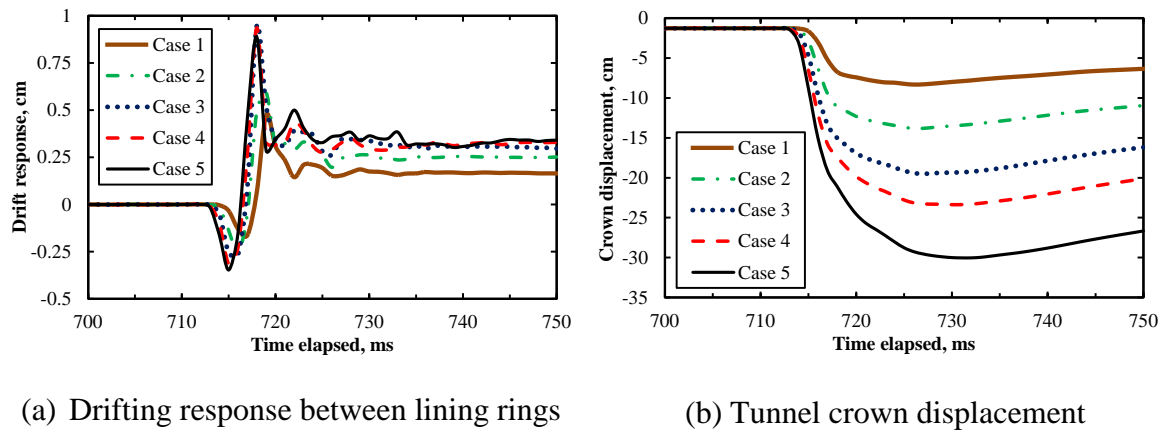 1
0.75
0.5
0.25
0
-0.25
-0.5
Drift response, cm
Case 1
Case 2
Case 3
Case 4
Case 5
700 710 720 730 740 750
Time elapsed, ms
(a) Drifting response between lining rings
0
-5
-10
-15
-20
-25
-30
-35
Crown displacement, cm
Case 1
Case 2
Case 3
Case 4
Case 5
700 710 720 730 740 750
Time elapsed, ms
(b) Tunnel crown displacement